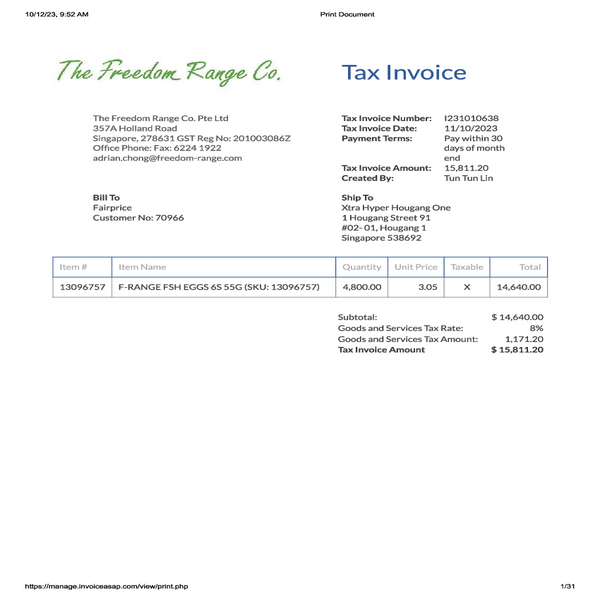 10/12/23, 9:52 AM Print Document
The Freedom Range Co. Tax Invoice
The Freedom Range Co. Pte Ltd
357A Holland Road
Singapore, 278631 GST Reg No: 201003086Z
Office Phone: Fax: 6224 1922
adrian.chong@freedom-range.com
Tax Invoice Number: I231010638
Tax Invoice Date: 11/10/2023
Payment Terms: Pay within 30
days of month
end
Tax Invoice Amount: 15,811.20
Created By: Tun Tun Lin
Bill To
Fairprice
Customer No: 70966
Ship To
Xtra Hyper Hougang One
1 Hougang Street 91
#02- 01, Hougang 1
Singapore 538692
Item # Item Name Quantity Unit Price Taxable Total
13096757 F-RANGE FSH EGGS 6S 55G (SKU: 13096757) 4,800.00 3.05 X 14,640.00
Subtotal: $ 14,640.00
Goods and Services Tax Rate: 8%
Goods and Services Tax Amount: 1,171.20
Tax Invoice Amount $ 15,811.20
https://manage.invoiceasap.com/view/print.php 1/31